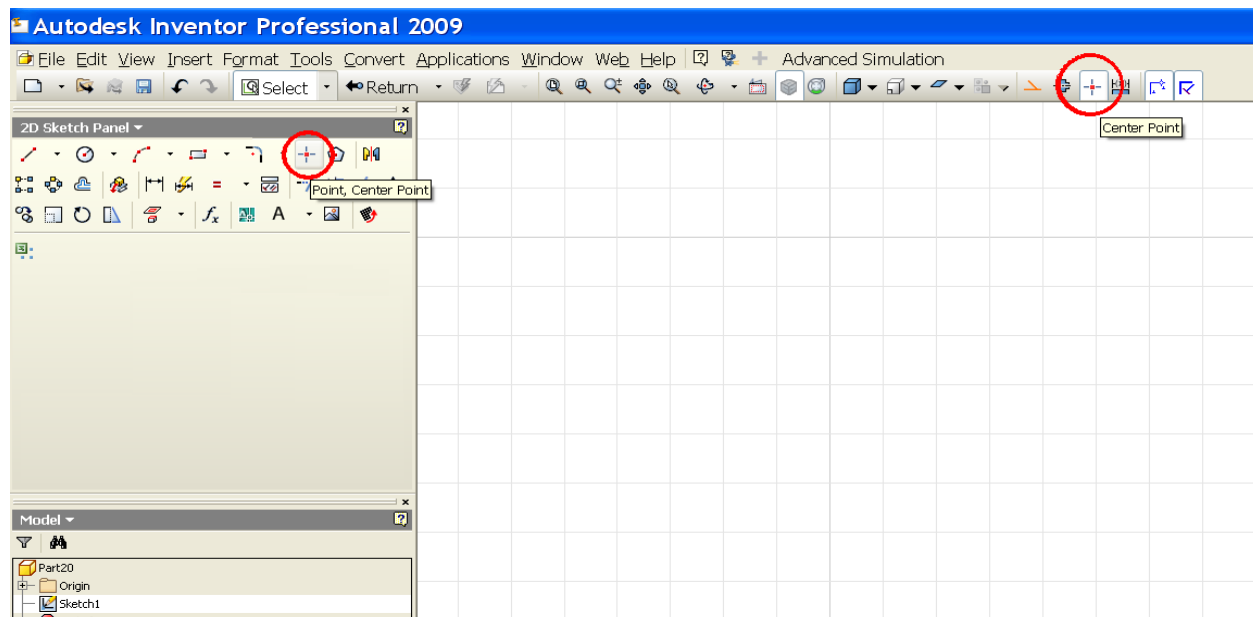 Autodesk Inventor Professional 2009
File Edit View Insert Format Tools Convert Applications Window Web Help Advanced Simulation
Select Return
Center Point
2D Sketch Panel
Point, Center Point
fx A
Model
Part20
Origin
Sketch1